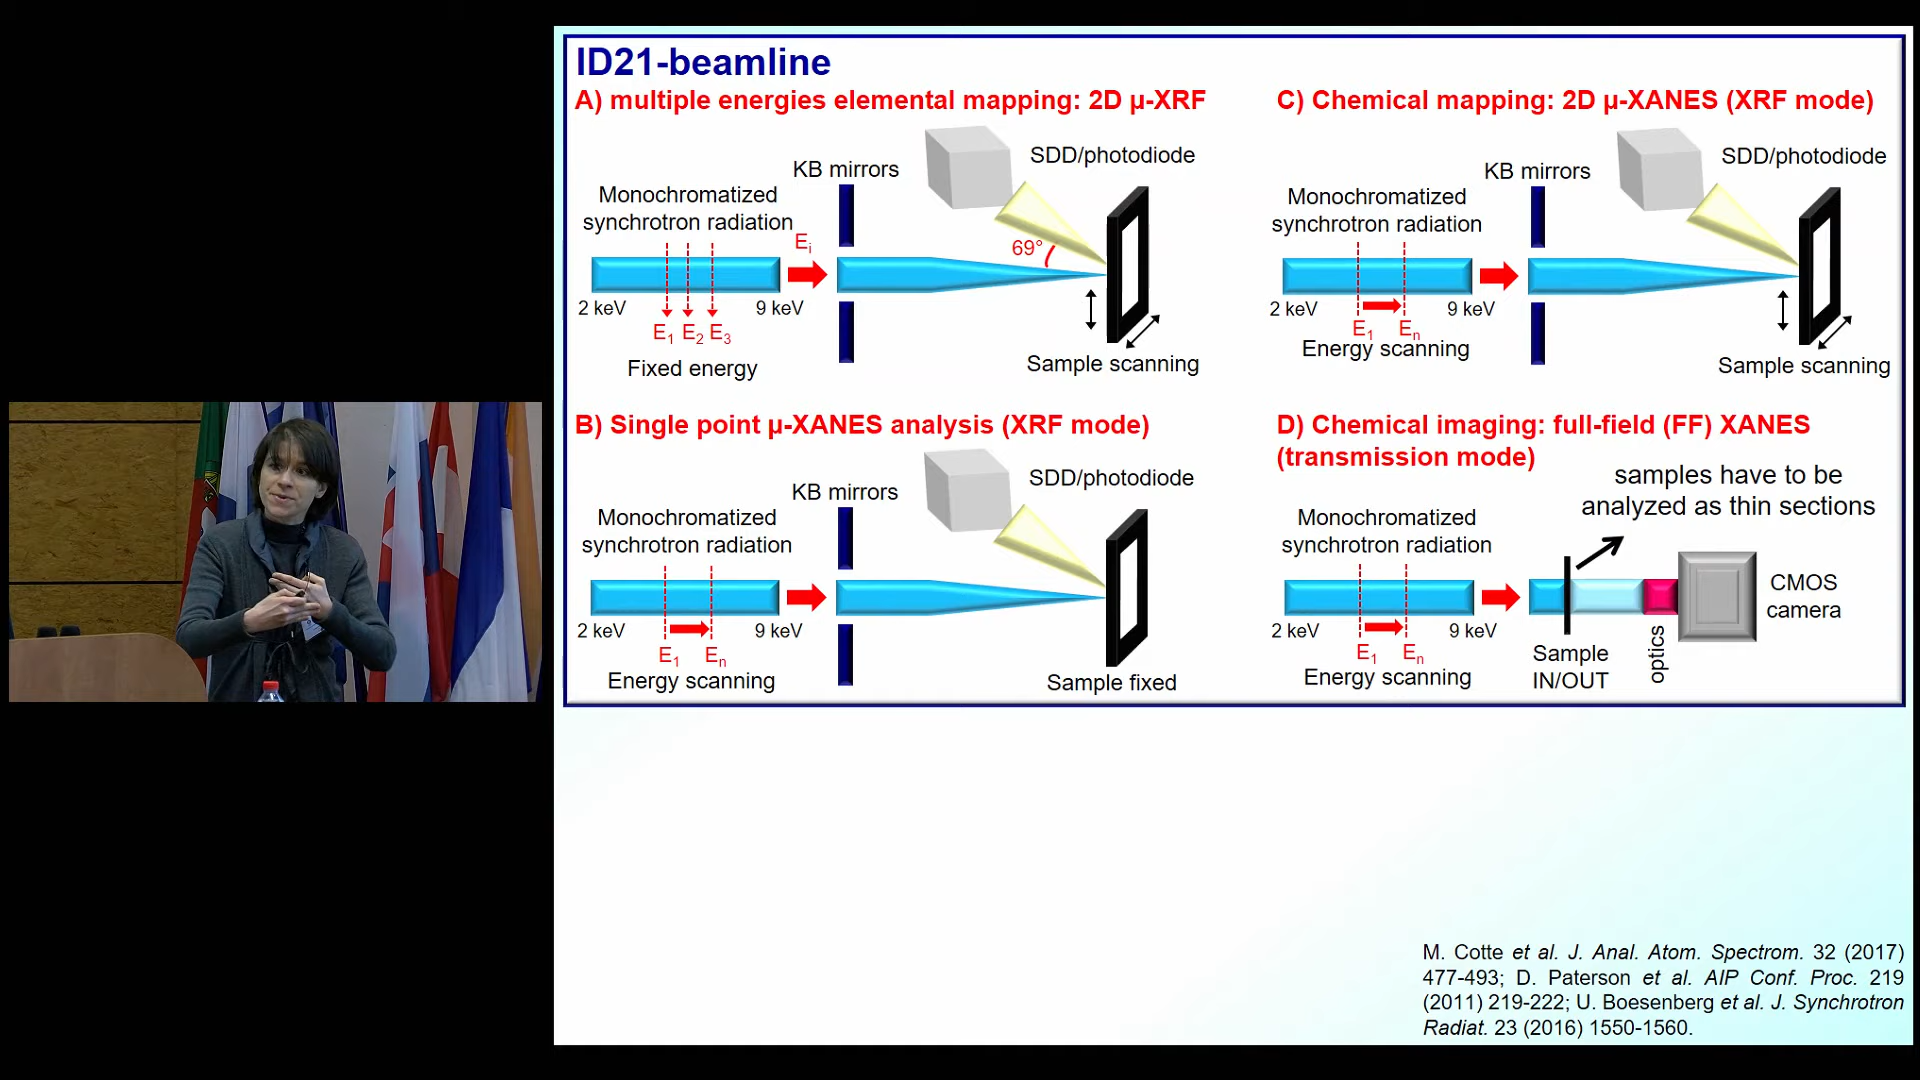 ID21-beamline
A) multiple energies elemental mapping: 2D µ-XRF
KB mirrors
SDD/photodiode
Monochromatized
synchrotron radiation
Ei
69°
2 keV
9 keV
E1 E2 E3
Fixed energy
Sample scanning
B) Single point µ-XANES analysis (XRF mode)
KB mirrors
SDD/photodiode
Monochromatized
synchrotron radiation
2 keV
9 keV
E1
En
Energy scanning
Sample fixed
C) Chemical mapping: 2D µ-XANES (XRF mode)
KB mirrors
SDD/photodiode
Monochromatized
synchrotron radiation
2 keV
9 keV
E1
En
Energy scanning
Sample scanning
D) Chemical imaging: full-field (FF) XANES
(transmission mode)
samples have to be
analyzed as thin sections
Monochromatized
synchrotron radiation
2 keV
9 keV
E1
En
Energy scanning
Sample
IN/OUT
optics
CMOS
camera
M. Cotte et al. J. Anal. Atom. Spectrom. 32 (2017)
477-493; D. Paterson et al. AIP Conf. Proc. 219
(2011) 219-222; U. Boesenberg et al. J. Synchrotron
Radiat. 23 (2016) 1550-1560.